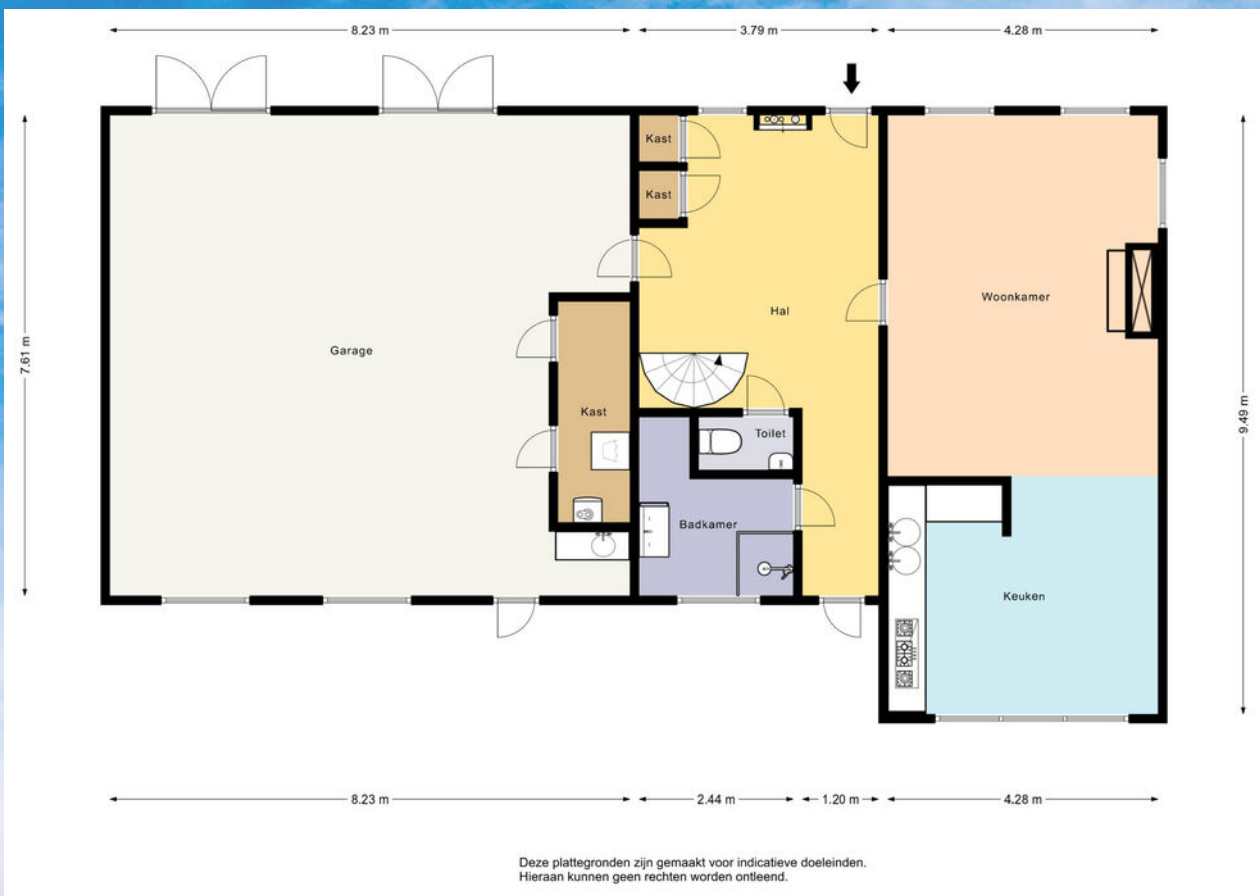 8.23 m
3.79 m
4.28 m
Kast
Kast
Woonkamer
Hal
Garage
7.61 m
Kast
9.49 m
Toilet
Badkamer
Keuken
8.23 m
2.44 m
1.20 m
4.28 m
Deze plattegronden zijn gemaakt voor indicatieve doeleinden.
Hieraan kunnen geen rechten worden ontleend.